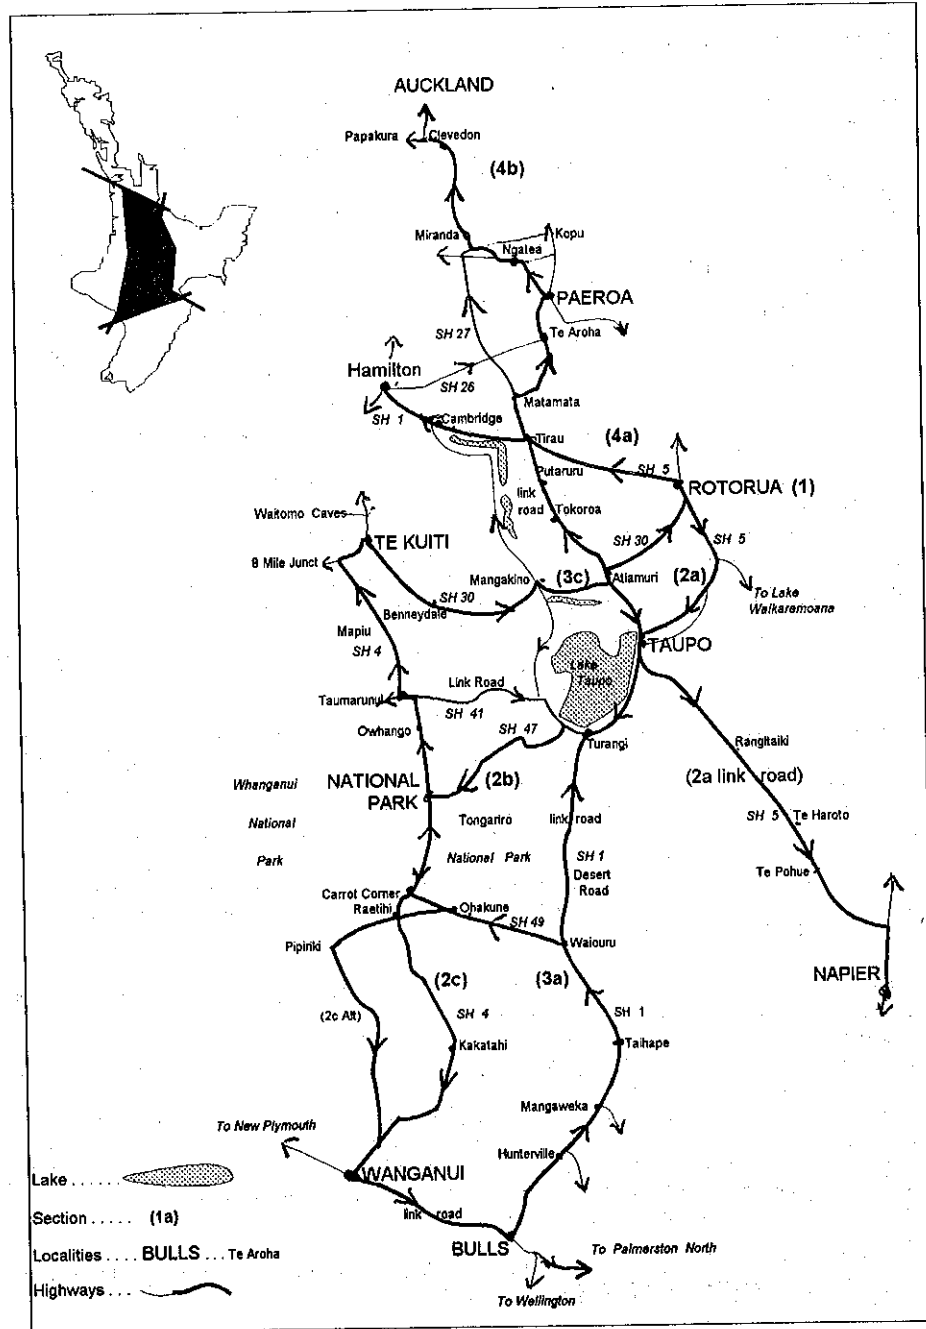 AUCKLAND
Papakura
Clevedon
(4b)
Miranda
Kopu
Ngatea
PAEROA
SH 27
Te Aroha
Hamilton
SH 26
Matamata
SH 1
Cambridge
Tirau
(4a)
SH 5
Putaruru
ROTORUA (1)
link
road
Tokoroa
Waitomo Caves
TE KUITI
SH 30
SH 5
8 Mile Junct
Mangakino
(3c)
Atiamuri
(2a)
SH 30
To Lake
Waikaremoana
Benneydale
Mapiu
SH 4
TAUPO
Lake
Taupo
Link Road
Taumarunui
SH 41
Owhango
SH 47
Turangi
Rangitaiki
(2a link road)
Whanganui
National
Park
NATIONAL
PARK
(2b)
Tongariro
National Park
link road
SH 5
Te Haroto
SH 1
Desert
Road
Te Pohue
Carrot Corner
Raetihi
Ohakune
SH 49
Waiouru
Pipiriki
NAPIER
(2c)
(3a)
(2c Alt)
SH 4
SH 1
Kakatahi
Taihape
Mangaweka
To New Plymouth
Hunterville
WANGANUI
link road
BULLS
To Palmerston North
To Wellington
Lake . . . . . .
Section . . . . . (1a)
Localities . . . . BULLS . . . Te Aroha
Highways . . .